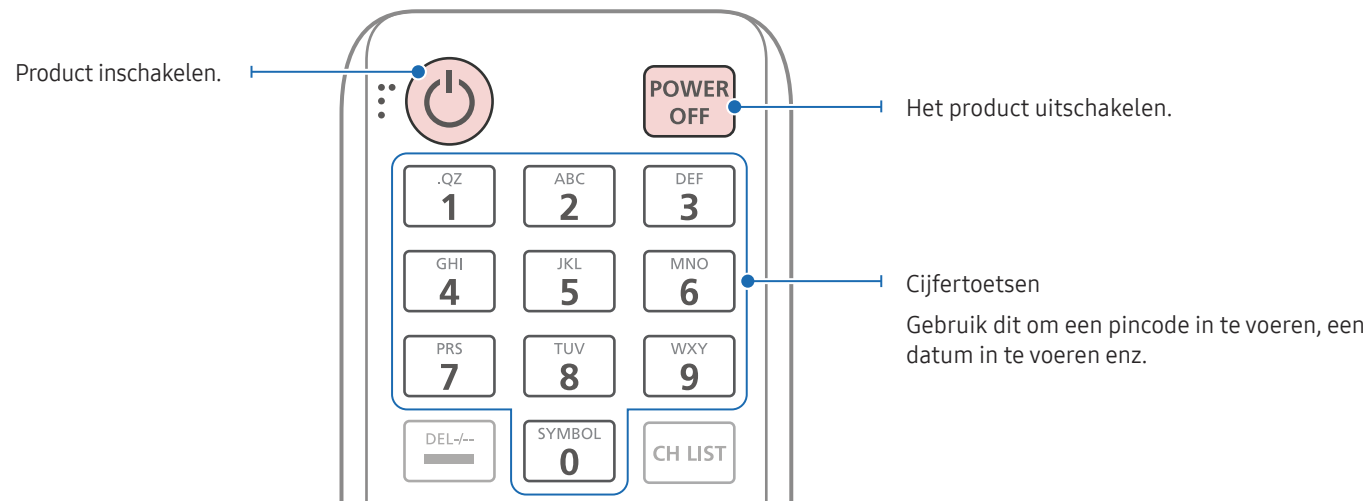 Product inschakelen.
POWER
OFF
Het product uitschakelen.
.QZ
1
ABC
2
DEF
3
GHI
4
JKL
5
MNO
6
Cijfertoetsen
Gebruik dit om een pincode in te voeren, een
datum in te voeren enz.
PRS
7
TUV
8
WXY
9
DEL-/--
SYMBOL
0
CH LIST